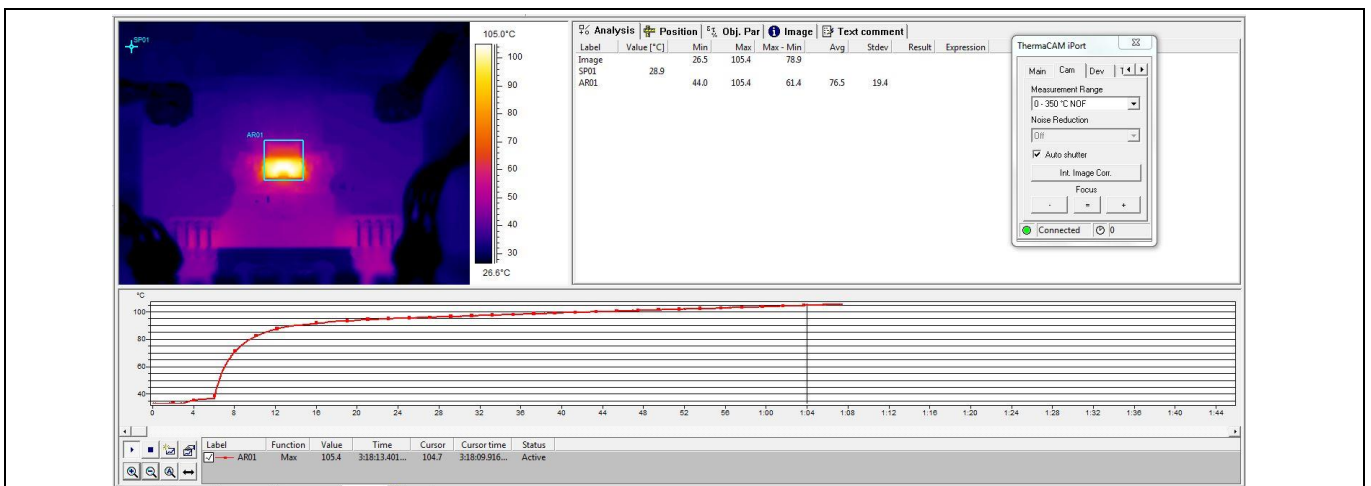 SP01
AR01
105.0°C
100
90
80
70
60
50
40
30
26.6°C
Analysis Position Obj. Par Image Text comment
Label Value [°C] Min Max Max - Min Avg Stdev Result Expression
Image 26.5 105.4 78.9
SP01 28.9
AR01 44.0 105.4 61.4 76.5 19.4
ThermaCAM iPort
Main Cam Dev
Measurement Range
0 - 350 °C NOF
Noise Reduction
Off
Auto shutter
Int. Image Corr.
Focus
- = +
Connected 0
°C
100
80
60
40
0 4 8 12 16 20 24 28 32 36 40 44 48 52 56 1:00 1:04 1:08 1:12 1:16 1:20 1:24 1:28 1:32 1:36 1:40 1:44
Label Function Value Time Cursor Cursor time Status
AR01 Max 105.4 3:18:13.401... 104.7 3:18:09.916... Active